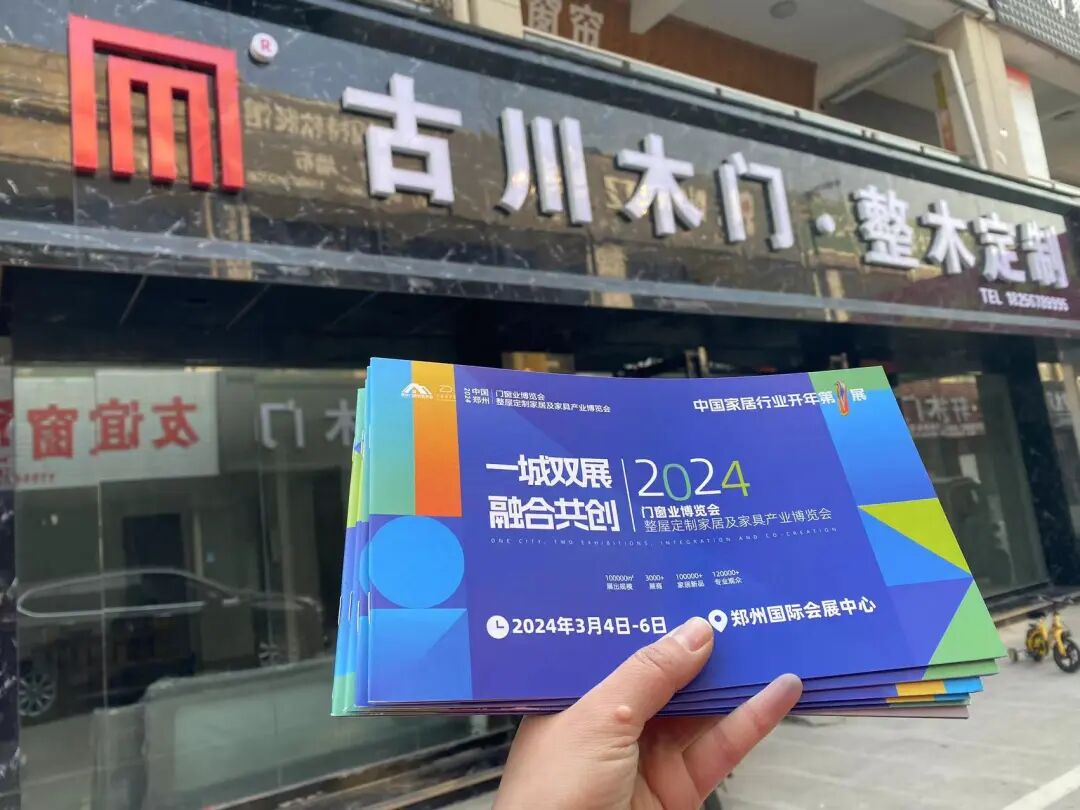 窗帘
R
古川木门·整木定制
TEL 18256789995
友谊窗
2024
中国
郑州
门窗业博览会
整屋定制家居及家具产业博览会
中国家居行业开年第1展
一城双展
融合共创
2024
门窗业博览会
整屋定制家居及家具产业博览会
ONE CITY, TWO EXHIBITIONS, INTEGRATION AND CO-CREATION
100000㎡
展出规模
3000+
展商
100000+
家居新品
120000+
专业观众
2024年3月4日-6日
郑州国际会展中心